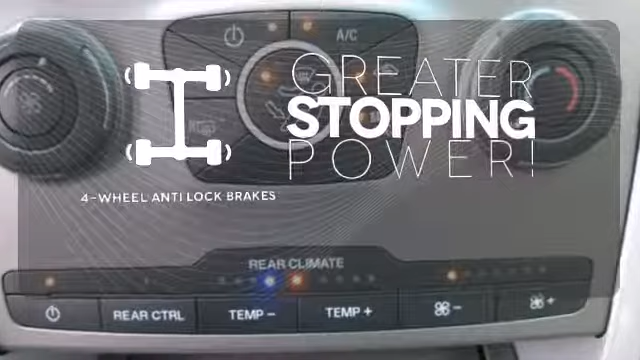 A/C
GREATER
STOPPING
POWER!
4-WHEEL ANTI LOCK BRAKES
REAR CLIMATE
REAR CTRL TEMP - TEMP + - +